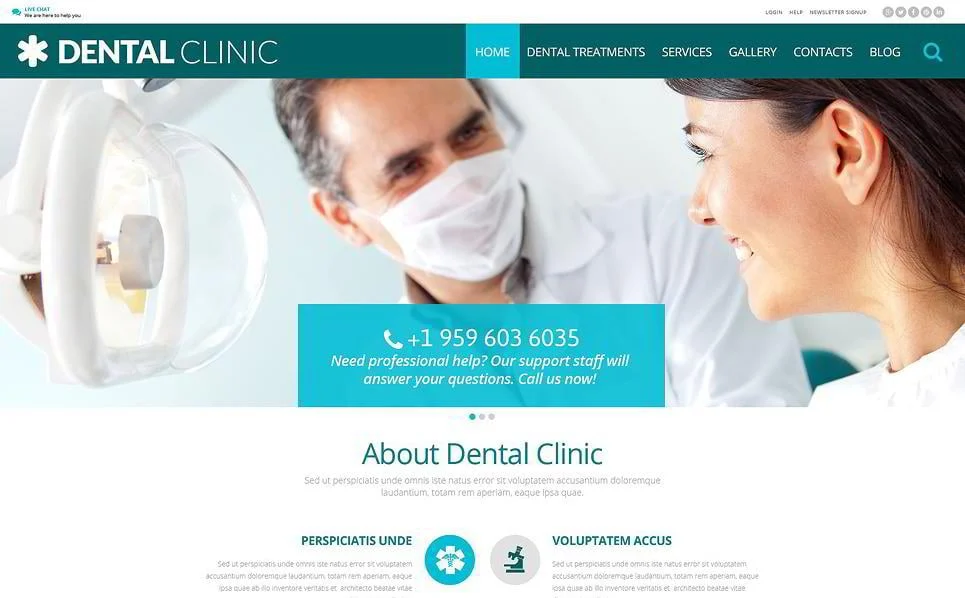 LIVE CHAT
We are here to help you
LOGIN HELP NEWSLETTER SIGNUP
DENTAL CLINIC
HOME DENTAL TREATMENTS SERVICES GALLERY CONTACTS BLOG
+1 959 603 6035
Need professional help? Our support staff will
answer your questions. Call us now!
About Dental Clinic
Sed ut perspiciatis unde omnis iste natus error sit voluptatem accusantium doloremque
laudantium, totam rem aperiam, eaque ipsa quae.
PERSPICIATIS UNDE
Sed ut perspiciatis unde omnis iste natus error sit voluptatem
accusantium doloremque laudantium, totam rem aperiam, eaque
ipsa quae ab illo inventore veritatis et architecto beatae vitae
VOLUPTATEM ACCUS
Sed ut perspiciatis unde omnis iste natus error sit voluptatem
accusantium doloremque laudantium, totam rem aperiam, eaque
ipsa quae ab illo inventore veritatis et architecto beatae vitae